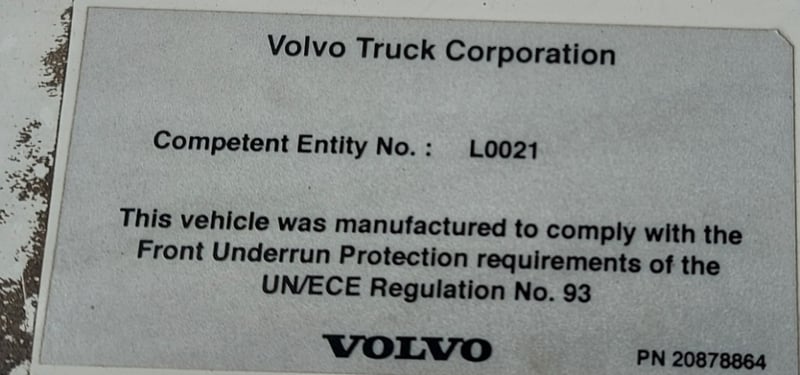 Volvo Truck Corporation
Competent Entity No. : L0021
This vehicle was manufactured to comply with the
Front Underrun Protection requirements of the
UN/ECE Regulation No. 93
VOLVO
PN 20878864